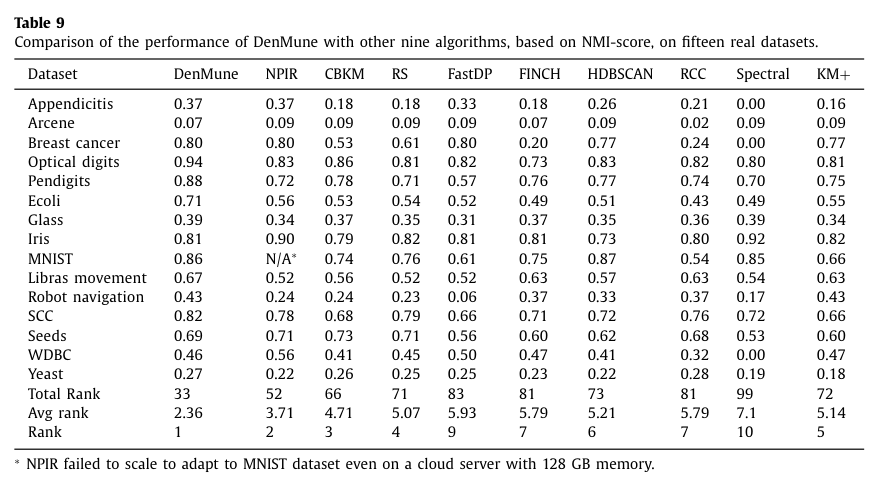 Table 9
Comparison of the performance of DenMune with other nine algorithms, based on NMI-score, on fifteen real datasets.
Dataset DenMune NPIR CBKM RS FastDP FINCH HDBSCAN RCC Spectral KM+
Appendicitis 0.37 0.37 0.18 0.18 0.33 0.18 0.26 0.21 0.00 0.16
Arcene 0.07 0.09 0.09 0.09 0.09 0.07 0.09 0.02 0.09 0.09
Breast cancer 0.80 0.80 0.53 0.61 0.80 0.20 0.77 0.24 0.00 0.77
Optical digits 0.94 0.83 0.86 0.81 0.82 0.73 0.83 0.82 0.80 0.81
Pendigits 0.88 0.72 0.78 0.71 0.57 0.76 0.77 0.74 0.70 0.75
Ecoli 0.71 0.56 0.53 0.54 0.52 0.49 0.51 0.43 0.49 0.55
Glass 0.39 0.34 0.37 0.35 0.31 0.37 0.35 0.36 0.39 0.34
Iris 0.81 0.90 0.79 0.82 0.81 0.81 0.73 0.80 0.92 0.82
MNIST 0.86 N/A* 0.74 0.76 0.61 0.75 0.87 0.54 0.85 0.66
Libras movement 0.67 0.52 0.56 0.52 0.52 0.63 0.57 0.63 0.54 0.63
Robot navigation 0.43 0.24 0.24 0.23 0.06 0.37 0.33 0.37 0.17 0.43
SCC 0.82 0.78 0.68 0.79 0.66 0.71 0.72 0.76 0.72 0.66
Seeds 0.69 0.71 0.73 0.71 0.56 0.60 0.62 0.68 0.53 0.60
WDBC 0.46 0.56 0.41 0.45 0.50 0.47 0.41 0.32 0.00 0.47
Yeast 0.27 0.22 0.26 0.25 0.25 0.23 0.22 0.28 0.19 0.18
Total Rank 33 52 66 71 83 81 73 81 99 72
Avg rank 2.36 3.71 4.71 5.07 5.93 5.79 5.21 5.79 7.1 5.14
Rank 1 2 3 4 9 7 6 7 10 5
* NPIR failed to scale to adapt to MNIST dataset even on a cloud server with 128 GB memory.